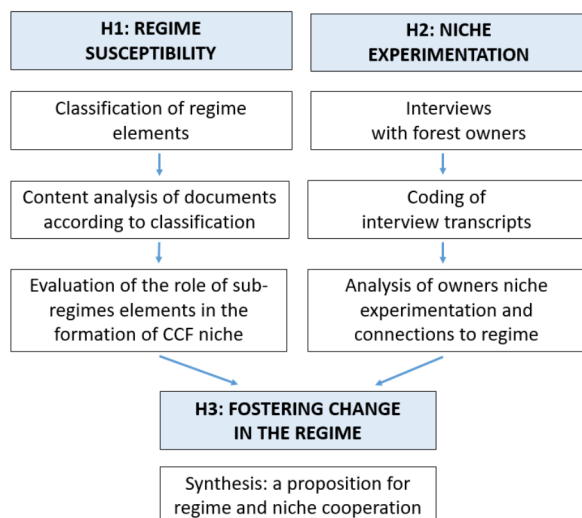 H1: REGIME
SUSCEPTIBILITY
Classification of regime
elements
Content analysis of documents
according to classification
Evaluation of the role of sub-
regimes elements in the
formation of CCF niche
H2: NICHE
EXPERIMENTATION
Interviews
with forest owners
Coding of
interview transcripts
Analysis of owners niche
experimentation and
connections to regime
H3: FOSTERING CHANGE
IN THE REGIME
Synthesis: a proposition for
regime and niche cooperation